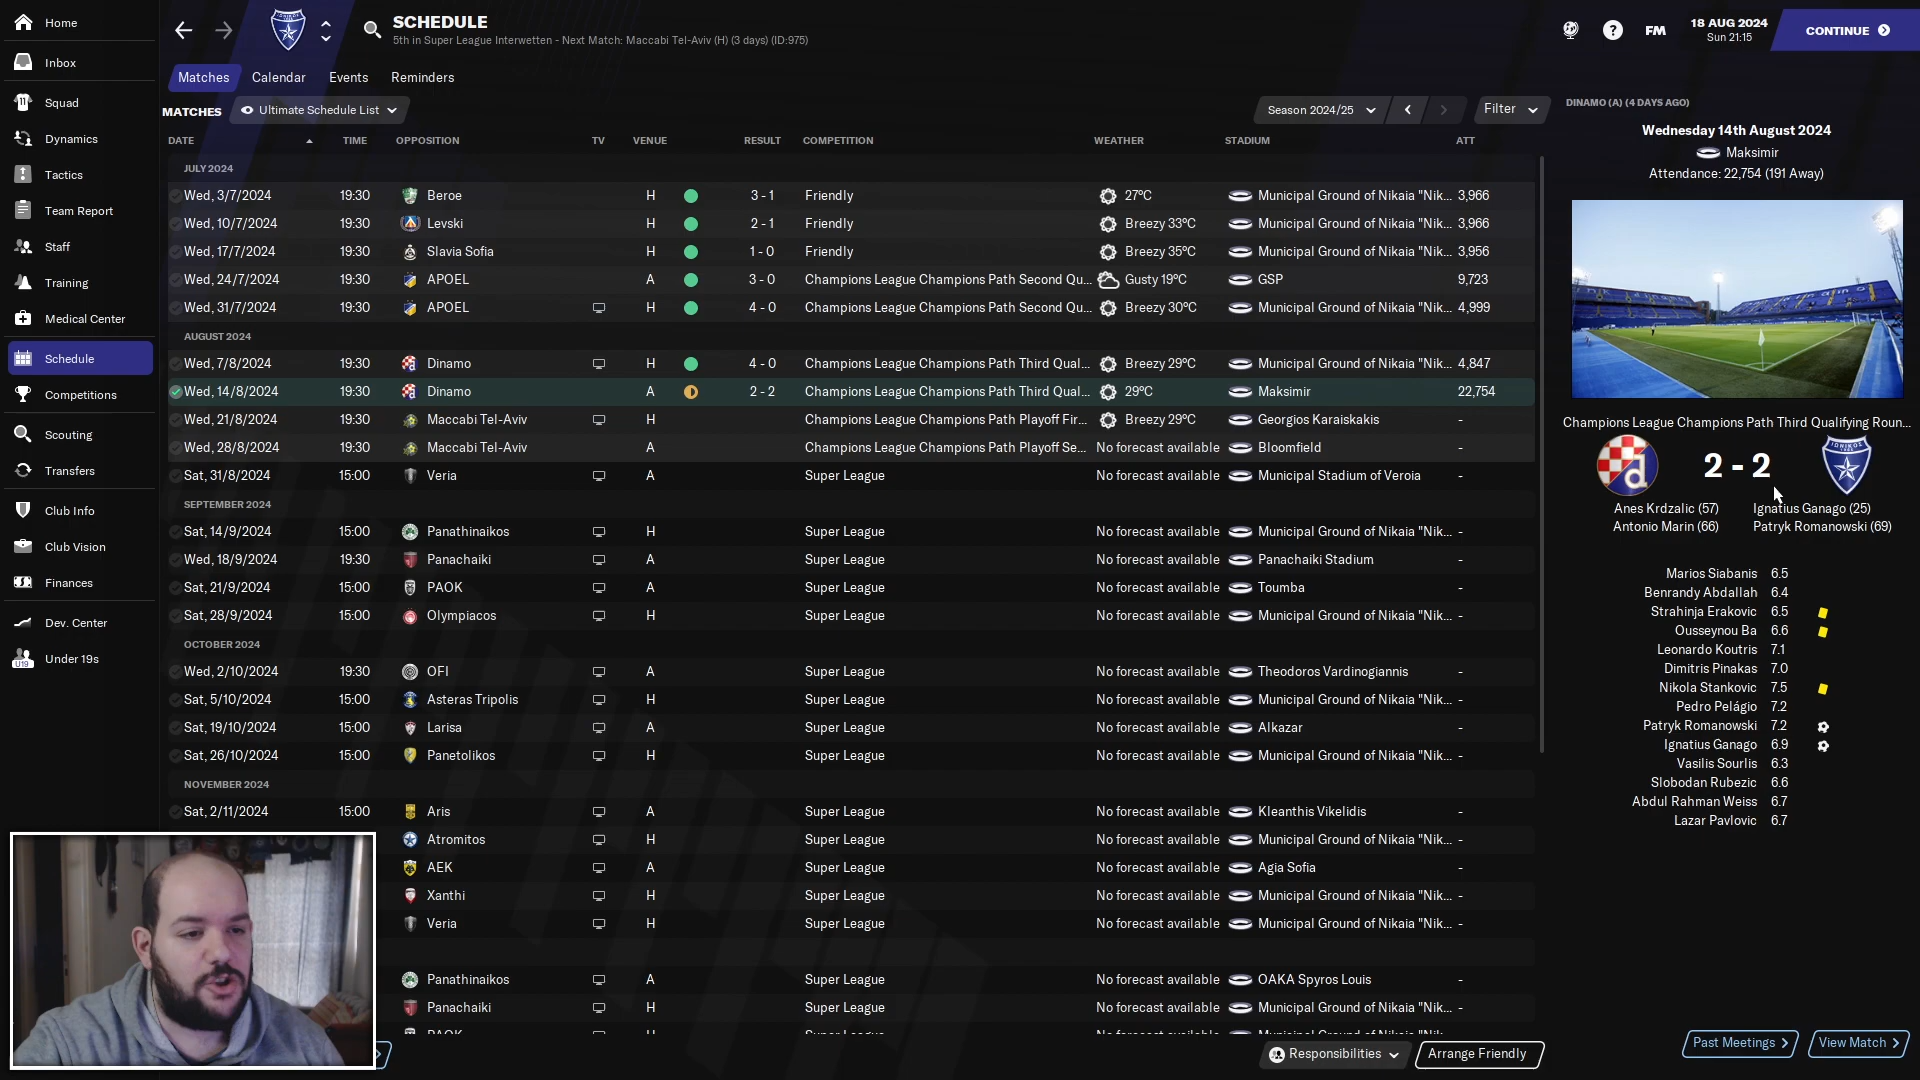 Home
Inbox
Squad
Dynamics
Tactics
Team Report
Staff
Training
Medical Center
Schedule
Competitions
Scouting
Transfers
Club Info
Club Vision
Finances
Dev. Center
Under 19s
SCHEDULE
5th in Super League Interwetten - Next Match: Maccabi Tel-Aviv (H) (3 days) (ID:975)
FM
18 AUG 2024
Sun 21:15
CONTINUE
Matches Calendar Events Reminders
MATCHES Ultimate Schedule List Season 2024/25 Filter
DATE TIME OPPOSITION TV VENUE RESULT COMPETITION WEATHER STADIUM ATT
JULY 2024
Wed, 3/7/2024 19:30 Beroe H 3 - 1 Friendly 27ºC Municipal Ground of Nikaia "Nik... 3,966
Wed, 10/7/2024 19:30 Levski H 2 - 1 Friendly Breezy 33ºC Municipal Ground of Nikaia "Nik... 3,966
Wed, 17/7/2024 19:30 Slavia Sofia H 1 - 0 Friendly Breezy 35ºC Municipal Ground of Nikaia "Nik... 3,956
Wed, 24/7/2024 19:30 APOEL A 3 - 0 Champions League Champions Path Second Qu... Gusty 19ºC GSP 9,723
Wed, 31/7/2024 19:30 APOEL H 4 - 0 Champions League Champions Path Second Qu... Breezy 30ºC Municipal Ground of Nikaia "Nik... 4,999
AUGUST 2024
Wed, 7/8/2024 19:30 Dinamo H 4 - 0 Champions League Champions Path Third Qual... Breezy 29ºC Municipal Ground of Nikaia "Nik... 4,847
Wed, 14/8/2024 19:30 Dinamo A 2 - 2 Champions League Champions Path Third Qual... 29ºC Maksimir 22,754
Wed, 21/8/2024 19:30 Maccabi Tel-Aviv H Champions League Champions Path Playoff Fir... Breezy 29ºC Georgios Karaiskakis -
Wed, 28/8/2024 19:30 Maccabi Tel-Aviv A Champions League Champions Path Playoff Se... No forecast available Bloomfield -
Sat, 31/8/2024 15:00 Veria A Super League No forecast available Municipal Stadium of Veroia -
SEPTEMBER 2024
Sat, 14/9/2024 15:00 Panathinaikos H Super League No forecast available Municipal Ground of Nikaia "Nik... -
Wed, 18/9/2024 19:30 Panachaiki A Super League No forecast available Panachaiki Stadium -
Sat, 21/9/2024 15:00 PAOK A Super League No forecast available Toumba -
Sat, 28/9/2024 15:00 Olympiacos H Super League No forecast available Municipal Ground of Nikaia "Nik... -
OCTOBER 2024
Wed, 2/10/2024 19:30 OFI A Super League No forecast available Theodoros Vardinogiannis -
Sat, 5/10/2024 15:00 Asteras Tripolis H Super League No forecast available Municipal Ground of Nikaia "Nik... -
Sat, 19/10/2024 15:00 Larisa A Super League No forecast available Alkazar -
Sat, 26/10/2024 15:00 Panetolikos H Super League No forecast available Municipal Ground of Nikaia "Nik... -
NOVEMBER 2024
Sat, 2/11/2024 15:00 Aris A Super League No forecast available Kleanthis Vikelidis -
Atromitos H Super League No forecast available Municipal Ground of Nikaia "Nik... -
AEK A Super League No forecast available Agia Sofia -
Xanthi H Super League No forecast available Municipal Ground of Nikaia "Nik... -
Veria H Super League No forecast available Municipal Ground of Nikaia "Nik... -
Panathinaikos A Super League No forecast available OAKA Spyros Louis -
Panachaiki H Super League No forecast available Municipal Ground of Nikaia "Nik... -
Responsibilities Arrange Friendly
DINAMO (A) (4 DAYS AGO)
Wednesday 14th August 2024
Maksimir
Attendance: 22,754 (191 Away)
Champions League Champions Path Third Qualifying Roun...
2 - 2
Anes Krdzalic (57) Ignatius Ganago (25)
Antonio Marin (66) Patryk Romanowski (69)
Marios Siabanis 6.5
Benrandy Abdallah 6.4
Strahinja Erakovic 6.5
Ousseynou Ba 6.6
Leonardo Koutris 7.1
Dimitris Pinakas 7.0
Nikola Stankovic 7.5
Pedro Pelágio 7.2
Patryk Romanowski 7.2
Ignatius Ganago 6.9
Vasilis Sourlis 6.3
Slobodan Rubezic 6.6
Abdul Rahman Weiss 6.7
Lazar Pavlovic 6.7
Past Meetings View Match